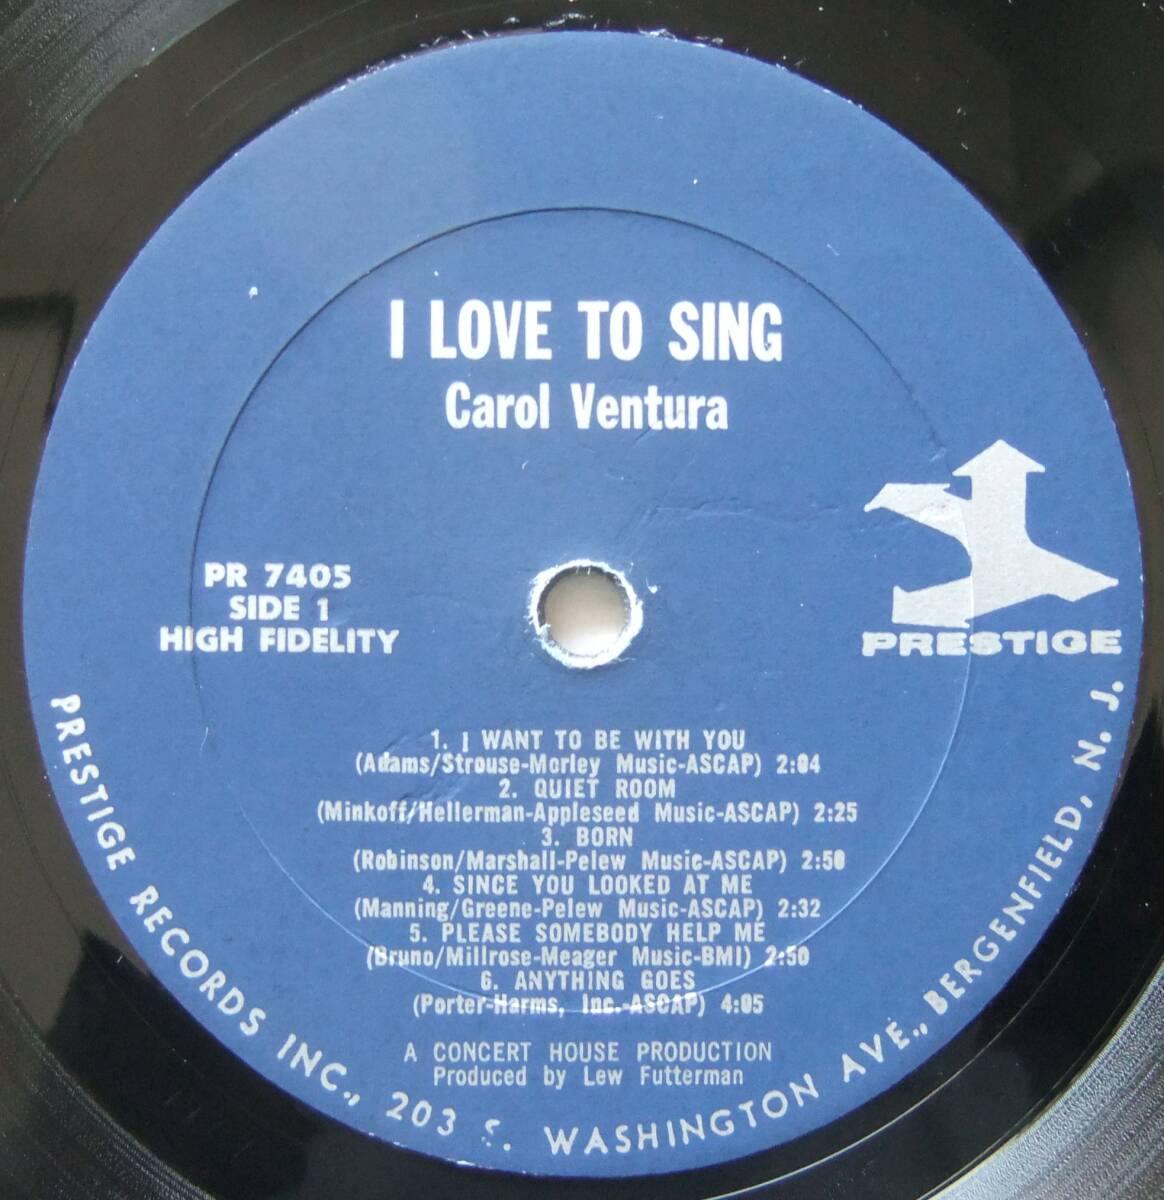 I LOVE TO SING
Carol Ventura
PR 7405
SIDE 1
HIGH FIDELITY
PRESTIGE
1. I WANT TO BE WITH YOU
(Adams/Strouse-Morley Music-ASCAP) 2:04
2. QUIET ROOM
(Minkoff/Hellerman-Appleseed Music-ASCAP) 2:25
3. BORN
(Robinson/Marshall-Pelew Music-ASCAP) 2:50
4. SINCE YOU LOOKED AT ME
(Manning/Greene-Pelew Music-ASCAP) 2:32
5. PLEASE SOMEBODY HELP ME
(Bruno/Millrose-Meager Music-BMI) 2:50
6. ANYTHING GOES
(Porter-Harms, Inc.-ASCAP) 4:05
A CONCERT HOUSE PRODUCTION
Produced by Lew Futterman
PRESTIGE RECORDS INC., 203 S. WASHINGTON AVE., BERGENFIELD, N. J.